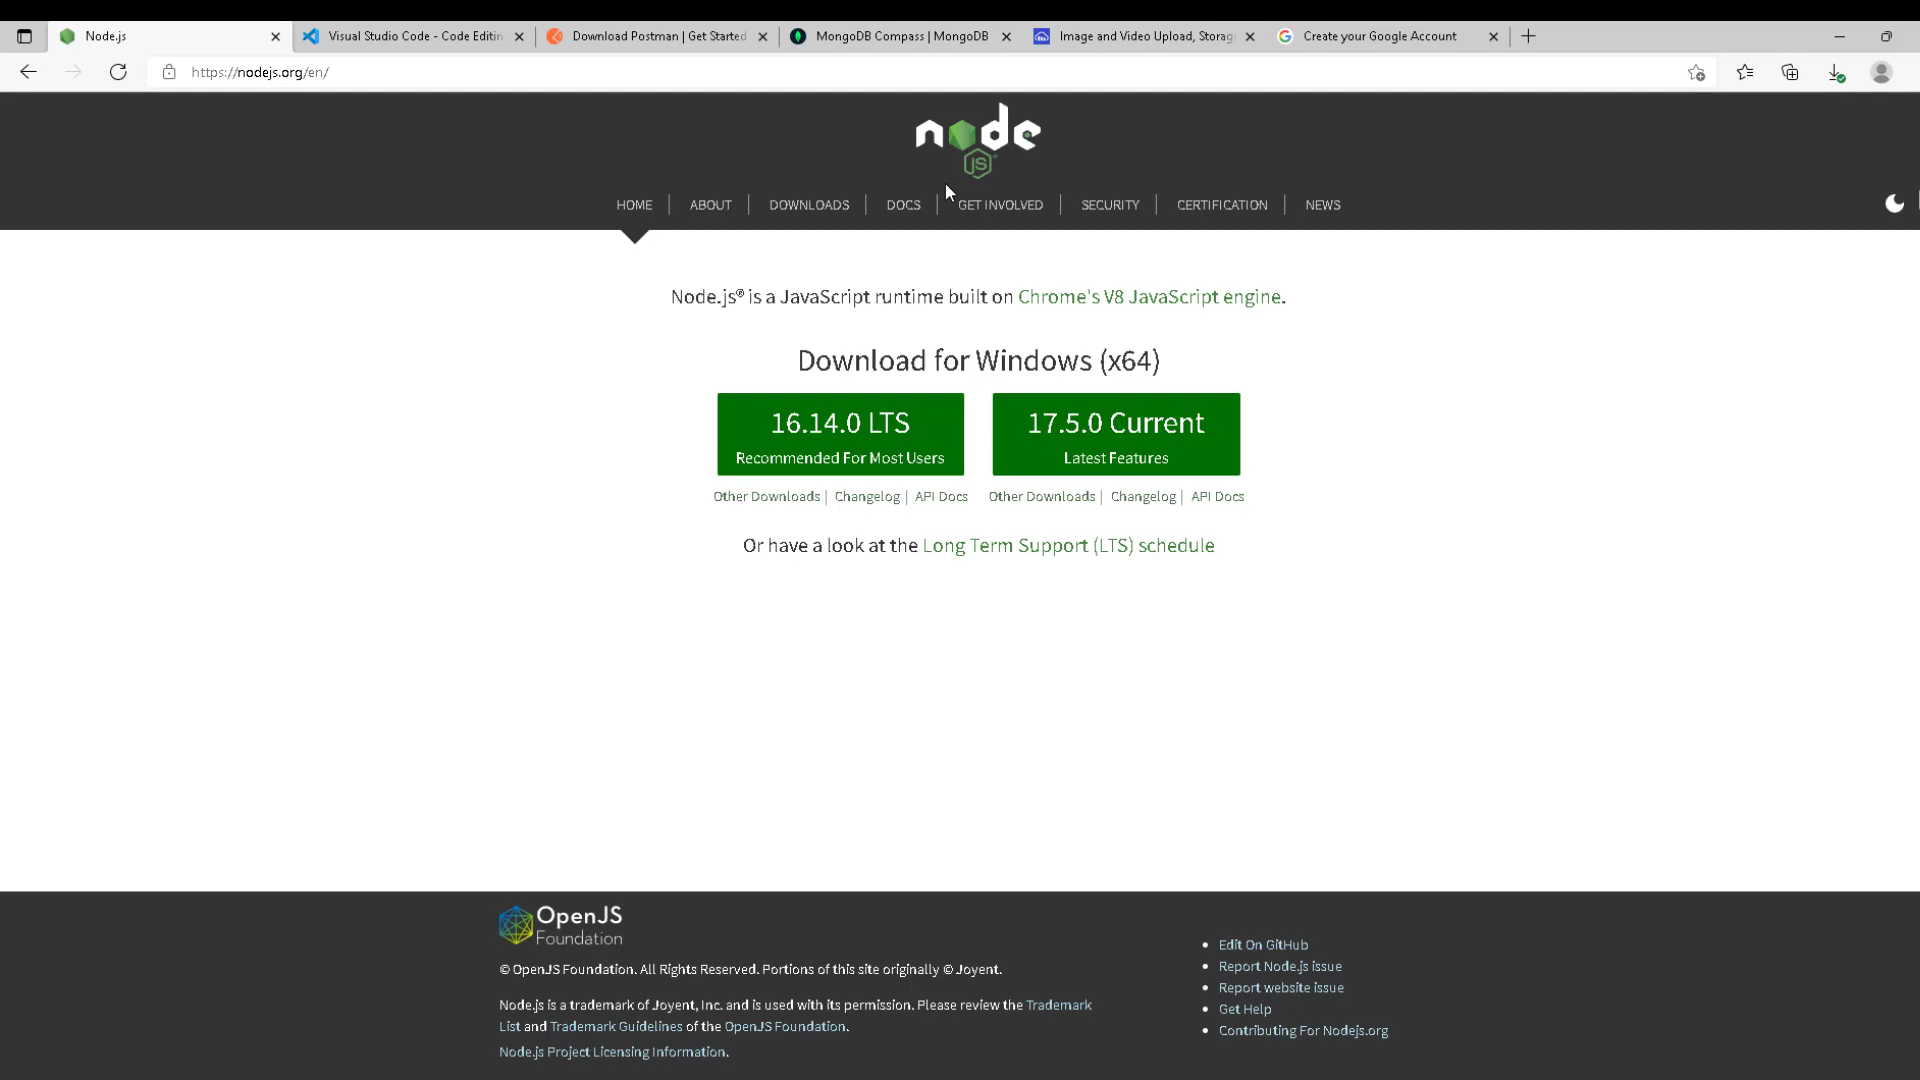 Node.js
Visual Studio Code - Code Editin
Download Postman | Get Started
MongoDB Compass | MongoDB
Image and Video Upload, Storag
Create your Google Account
https://nodejs.org/en/
node
JS
HOME
ABOUT
DOWNLOADS
DOCS
GET INVOLVED
SECURITY
CERTIFICATION
NEWS
Node.js® is a JavaScript runtime built on Chrome's V8 JavaScript engine.
Download for Windows (x64)
16.14.0 LTS
Recommended For Most Users
17.5.0 Current
Latest Features
Other Downloads | Changelog | API Docs
Other Downloads | Changelog | API Docs
Or have a look at the Long Term Support (LTS) schedule
OpenJS
Foundation
© OpenJS Foundation. All Rights Reserved. Portions of this site originally © Joyent.
Node.js is a trademark of Joyent, Inc. and is used with its permission. Please review the Trademark
List and Trademark Guidelines of the OpenJS Foundation.
Node.js Project Licensing Information.
Edit On GitHub
Report Node.js issue
Report website issue
Get Help
Contributing For Nodejs.org